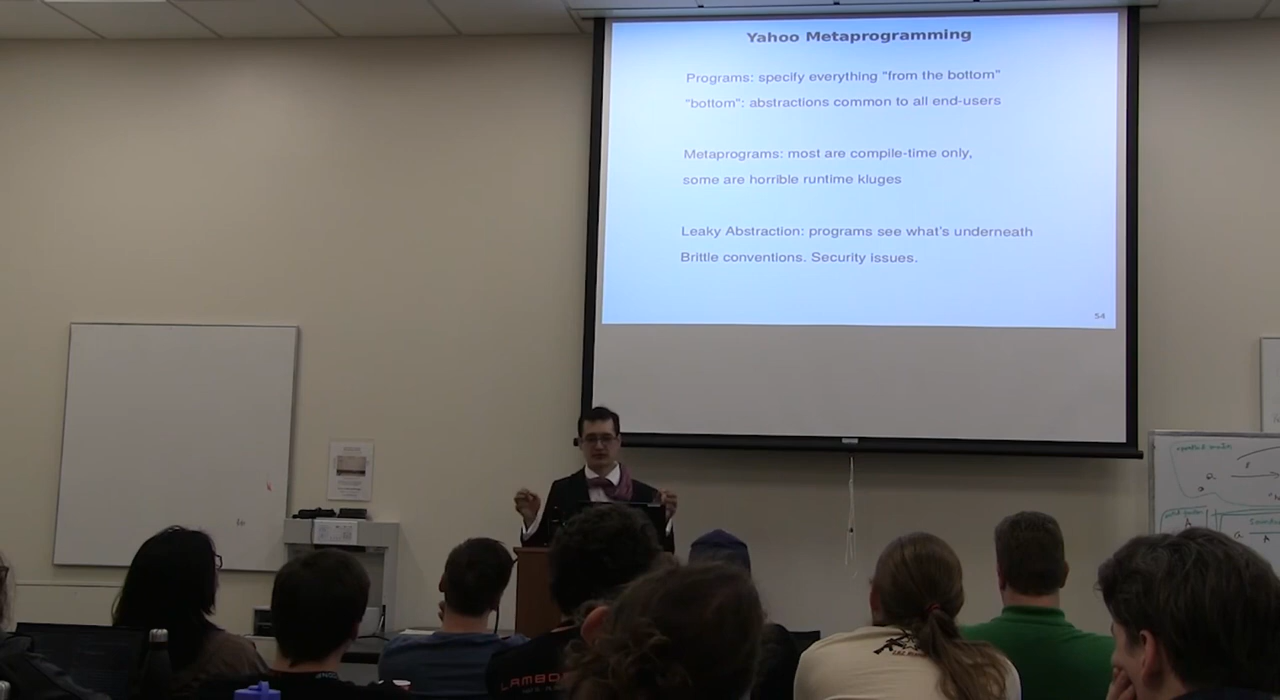 Yahoo Metaprogramming
Programs: specify everything "from the bottom"
"bottom": abstractions common to all end-users
Metaprograms: most are compile-time only,
some are horrible runtime kluges
Leaky Abstraction: programs see what's underneath
Brittle conventions. Security issues.
54
LAMBD